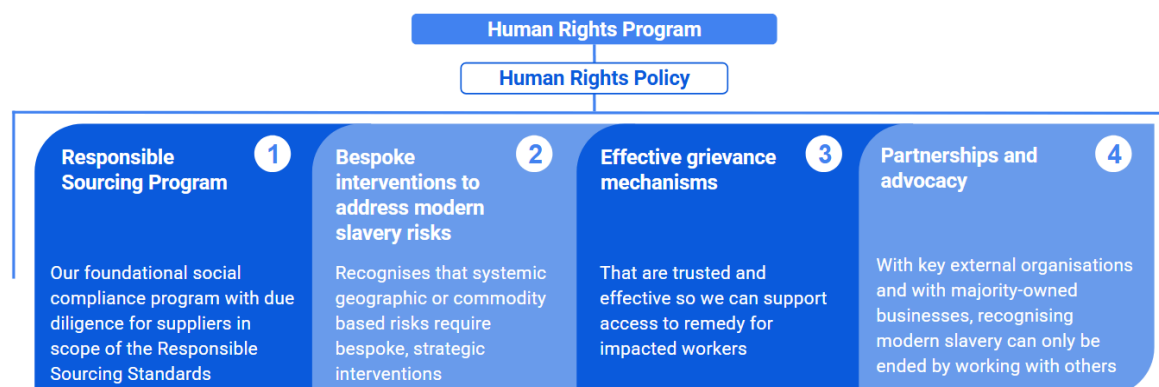 Human Rights Program
Human Rights Policy
Responsible
Sourcing Program
1
Our foundational social
compliance program with due
diligence for suppliers in
scope of the Responsible
Sourcing Standards
Bespoke
interventions to
address modern
slavery risks
2
Recognises that systemic
geographic or commodity
based risks require
bespoke, strategic
interventions
Effective grievance
mechanisms
3
That are trusted and
effective so we can support
access to remedy for
impacted workers
Partnerships and
advocacy
4
With key external organisations
and with majority-owned
businesses, recognising
modern slavery can only be
ended by working with others